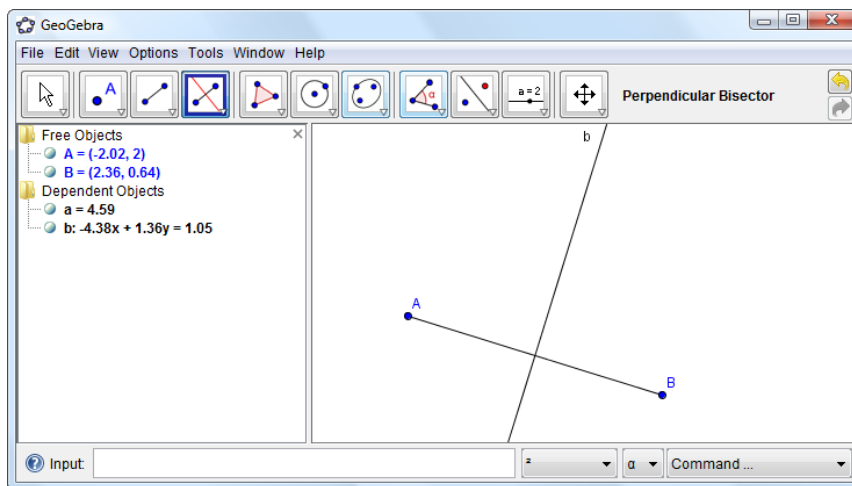 GeoGebra
File Edit View Options Tools Window Help
A α a = 2 Perpendicular Bisector
Free Objects
A = (-2.02, 2)
B = (2.36, 0.64)
Dependent Objects
a = 4.59
b: -4.38x + 1.36y = 1.05
b
A
B
Input: ² α Command ...